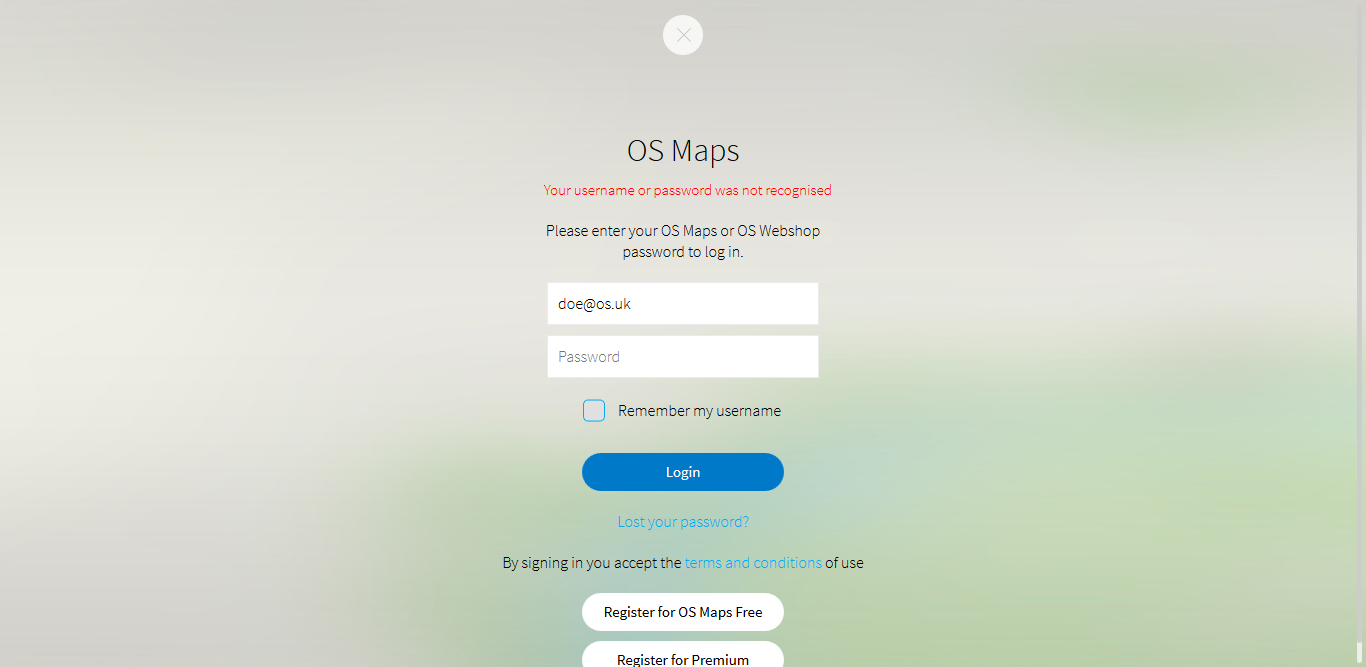 OS Maps
Your username or password was not recognised
Please enter your OS Maps or OS Webshop
password to log in.
doe@os.uk
Password
Remember my username
Login
Lost your password?
By signing in you accept the terms and conditions of use
Register for OS Maps Free
Register for Premium